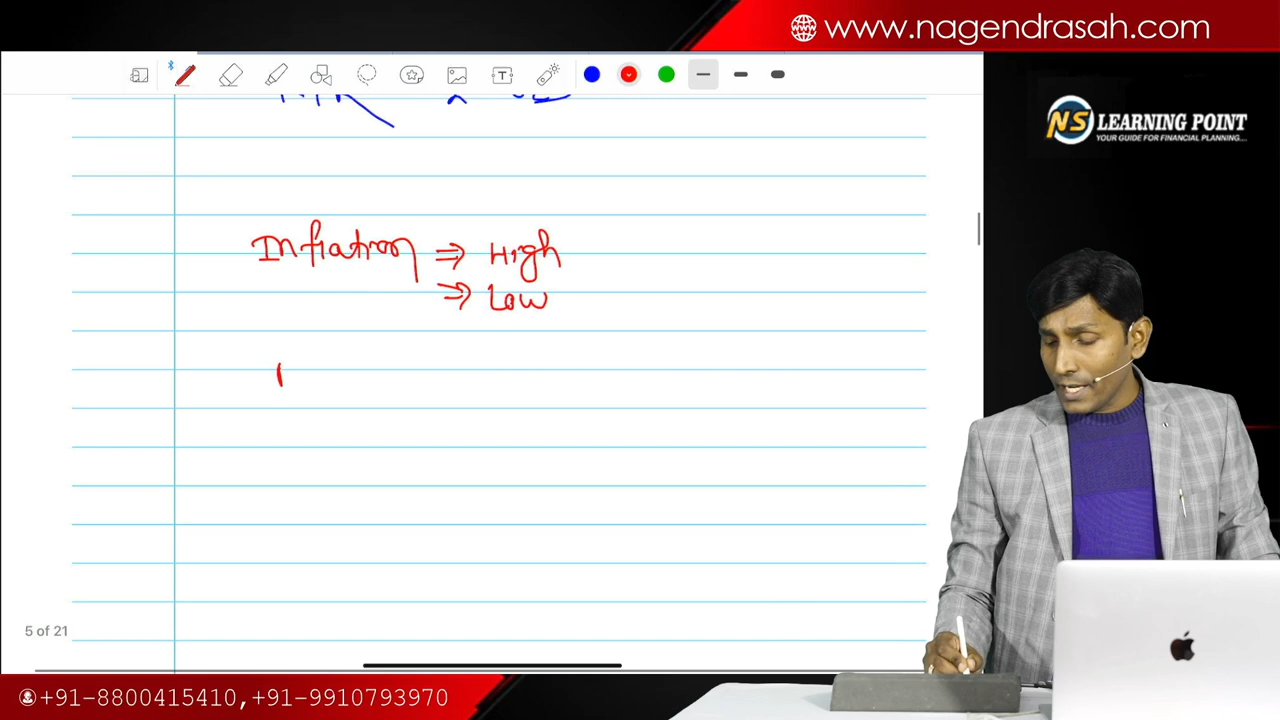 www.nagendrasah.com
T
NS LEARNING POINT
YOUR GUIDE FOR FINANCIAL PLANNING....
Inflation ⇒ High
⇒ Low
5 of 21
+91-8800415410,+91-9910793970